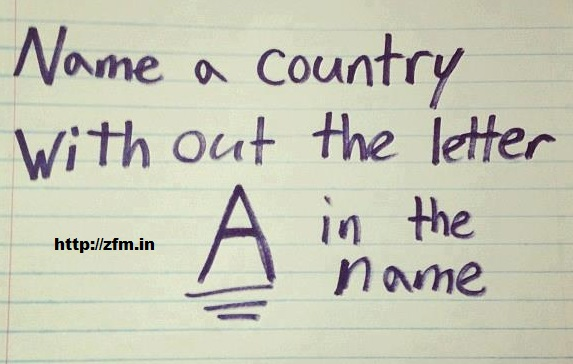 Name a country
With out the letter
A in the
name
http://zfm.in